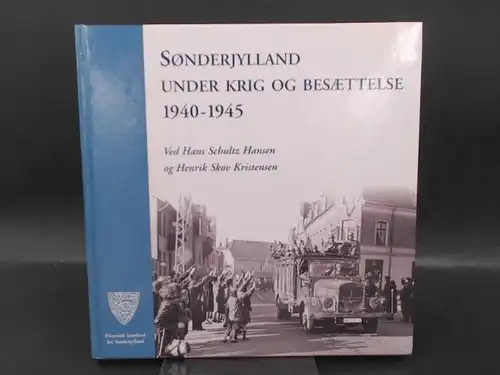 SØNDERJYLLAND
UNDER KRIG OG BESÆTTELSE
1940-1945
Ved Hans Schultz Hansen
og Henrik Skov Kristensen
Historisk Samfund
for Sønderjylland